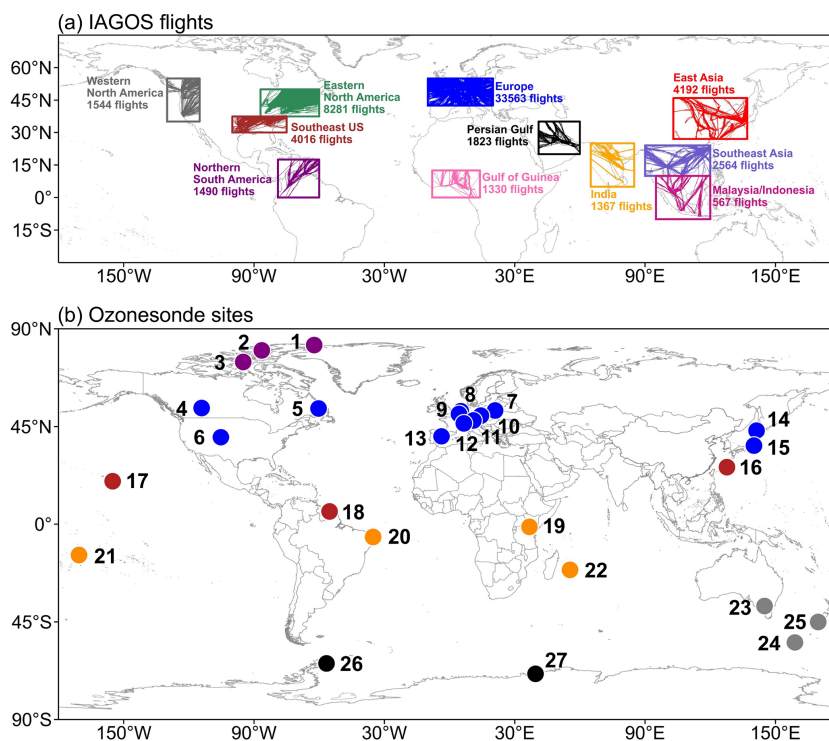 (a) IAGOS flights
60°N
45°N
30°N
15°N
0°
15°S
Western
North America
1544 flights
Eastern
North America
8281 flights
Southeast US
4016 flights
Northern
South America
1490 flights
Europe
33563 flights
Persian Gulf
1823 flights
Gulf of Guinea
1330 flights
India
1367 flights
East Asia
4192 flights
Southeast Asia
2564 flights
Malaysia/Indonesia
567 flights
150°W
90°W
30°W
30°E
90°E
150°E
(b) Ozonesonde sites
90°N
45°N
0°
45°S
90°S
1
2
3
4
5
6
7
8
9
10
11
12
13
14
15
16
17
18
19
20
21
22
23
24
25
26
27
150°W
90°W
30°W
30°E
90°E
150°E